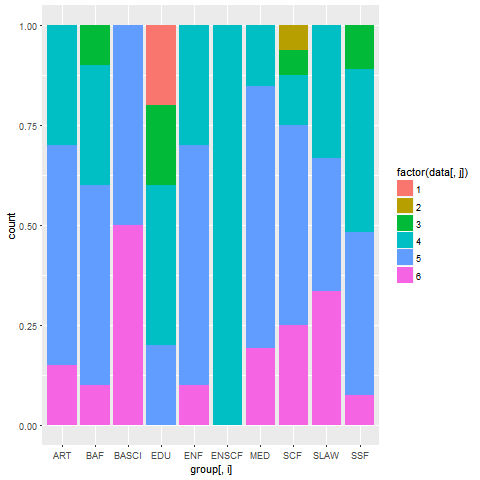 1.00
0.75
0.50
0.25
0.00
count
ART BAF BASCI EDU ENF ENSCF MED SCF SLAW SSF
group[, i]
factor(data[, j])
1
2
3
4
5
6